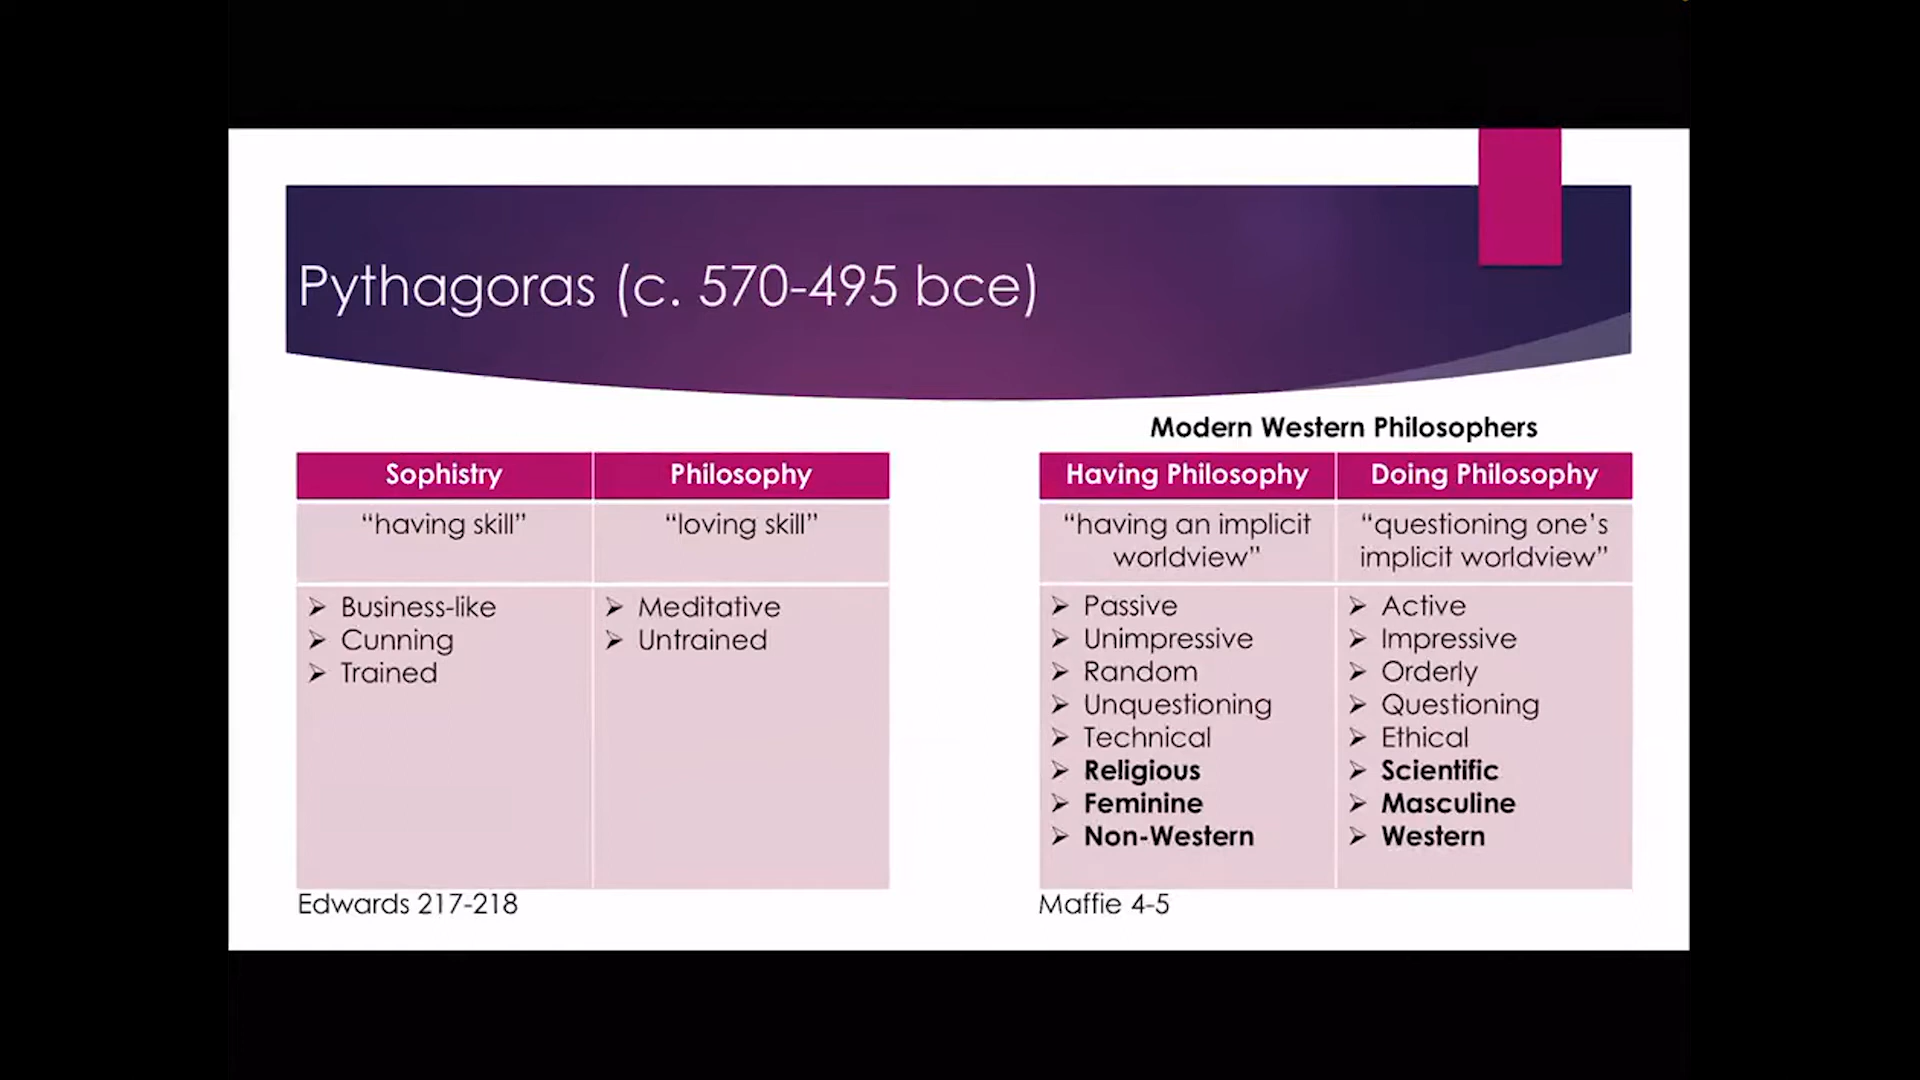 Pythagoras (c. 570-495 bce)
Sophistry
Philosophy
“having skill”
“loving skill”
Business-like
Cunning
Trained
Meditative
Untrained
Edwards 217-218
Modern Western Philosophers
Having Philosophy
Doing Philosophy
“having an implicit
worldview”
“questioning one’s
implicit worldview”
Passive
Unimpressive
Random
Unquestioning
Technical
Religious
Feminine
Non-Western
Active
Impressive
Orderly
Questioning
Ethical
Scientific
Masculine
Western
Maffie 4-5